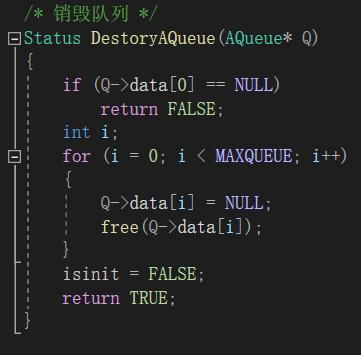 /* 销毁队列 */
Status DestoryAQueue(AQueue* Q)
{
if (Q->data[0] == NULL)
return FALSE;
int i;
for (i = 0; i < MAXQUEUE; i++)
{
Q->data[i] = NULL;
free(Q->data[i]);
}
isinit = FALSE;
return TRUE;
}